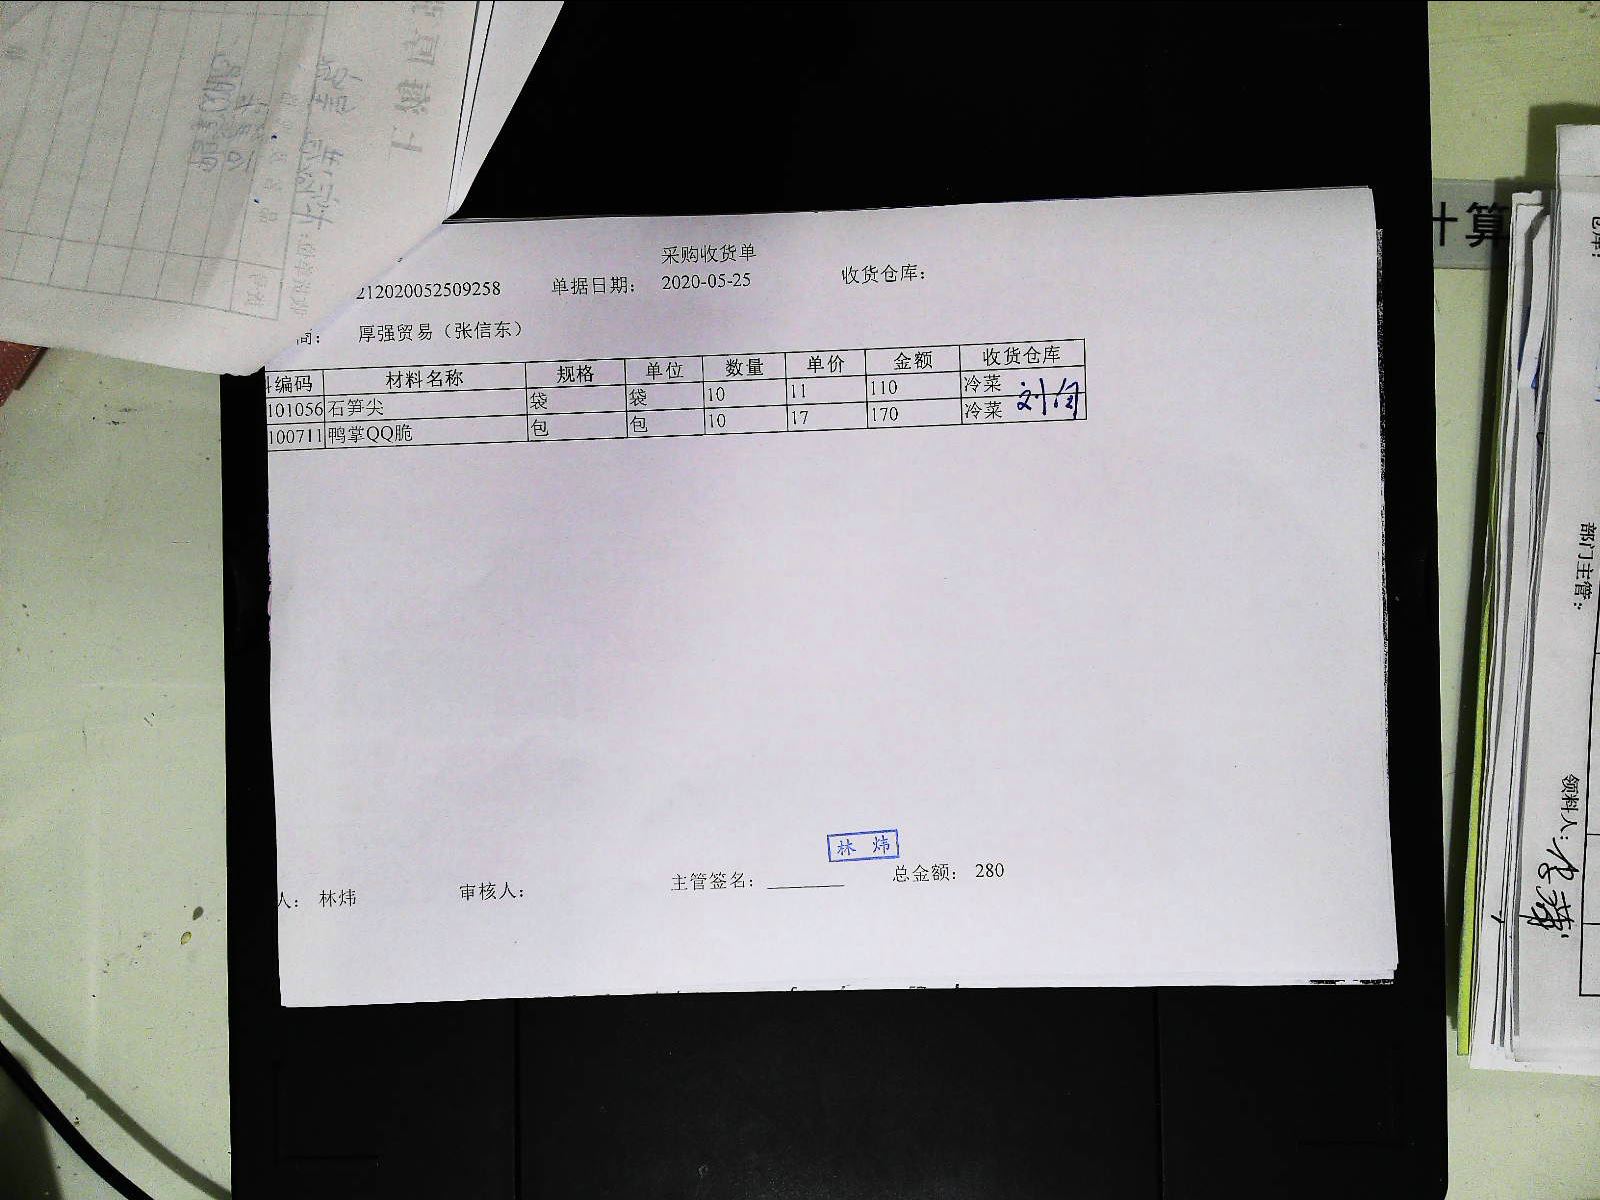 采购收货单
212020052509258 单据日期： 2020-05-25 收货仓库：
商： 厚强贸易（张信东）
编码 材料名称 规格 单位 数量 单价 金额 收货仓库
101056 石笋尖 袋 袋 10 11 110 冷菜
100711 鸭掌QQ脆 包 包 10 17 170 冷菜
林 炜
人： 林炜 审核人： 主管签名： 总金额： 280
计算
仓库：
部门主管：
领料人：